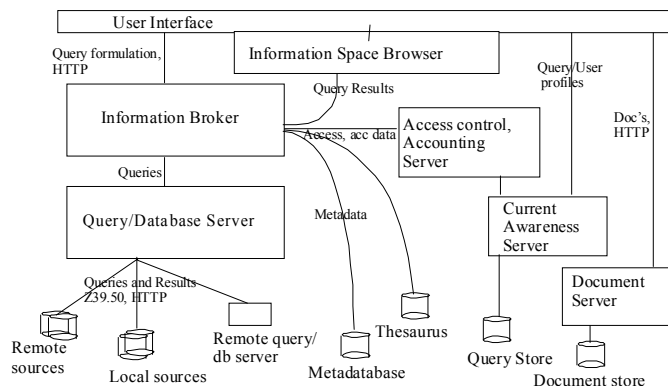 User Interface
Query formulation,
HTTP
Information Space Browser
Query/User
profiles
Query Results
Doc's,
HTTP
Information Broker
Access, acc data
Access control,
Accounting
Server
Queries
Metadata
Query/Database Server
Current
Awareness
Server
Queries and Results
Z39.50, HTTP
Document
Server
Remote
sources
Local sources
Remote query/
db server
Metadatabase
Thesaurus
Query Store
Document store